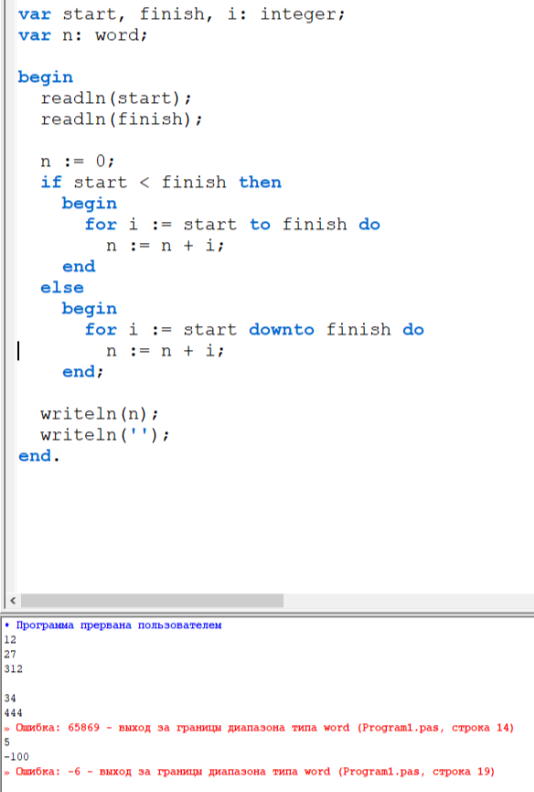 var start, finish, i: integer;
var n: word;
begin
readln(start);
readln(finish);
n := 0;
if start < finish then
begin
for i := start to finish do
n := n + i;
end
else
begin
for i := start downto finish do
n := n + i;
end;
writeln(n);
writeln('');
end.
• Программа прервана пользователем
12
27
312
34
444
» Ошибка: 65869 - выход за границы диапазона типа word (Program1.pas, строка 14)
5
-100
» Ошибка: -6 - выход за границы диапазона типа word (Program1.pas, строка 19)